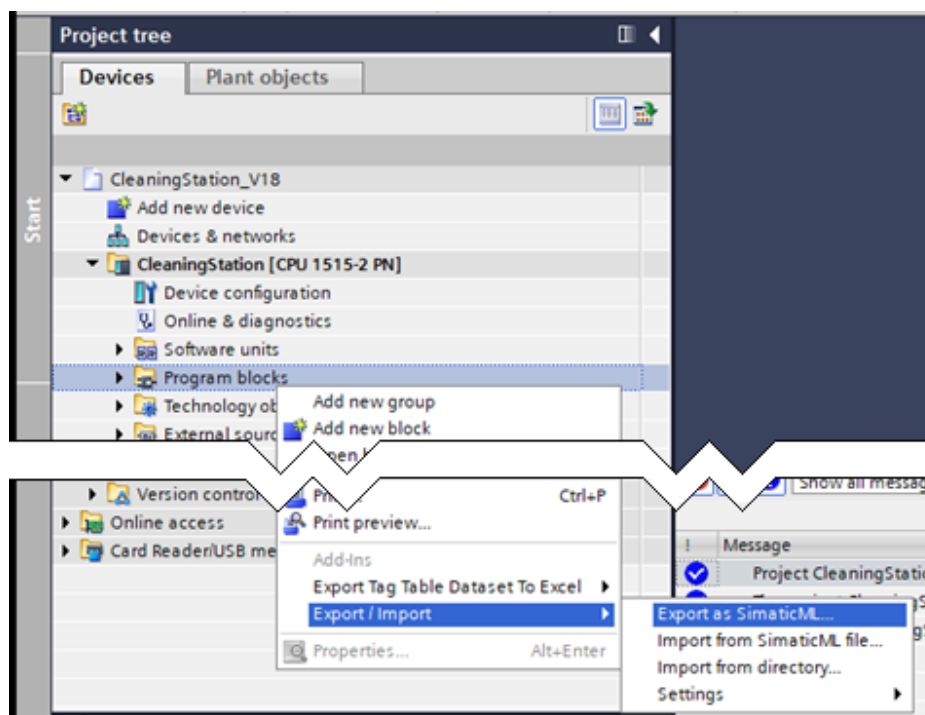 Project tree
Devices
Plant objects
Start
CleaningStation_V18
Add new device
Devices & networks
CleaningStation [CPU 1515-2 PN]
Device configuration
Online & diagnostics
Software units
Program blocks
Technology ob
External sourc
Add new group
Add new block
Version control
Online access
Card Reader/USB me
Ctrl+P
Print preview...
Add-Ins
Export Tag Table Dataset To Excel
Export / Import
Properties... Alt+Enter
Show all messag
! Message
Project CleaningStatio
Export as SimaticML...
Import from SimaticML file...
Import from directory...
Settings